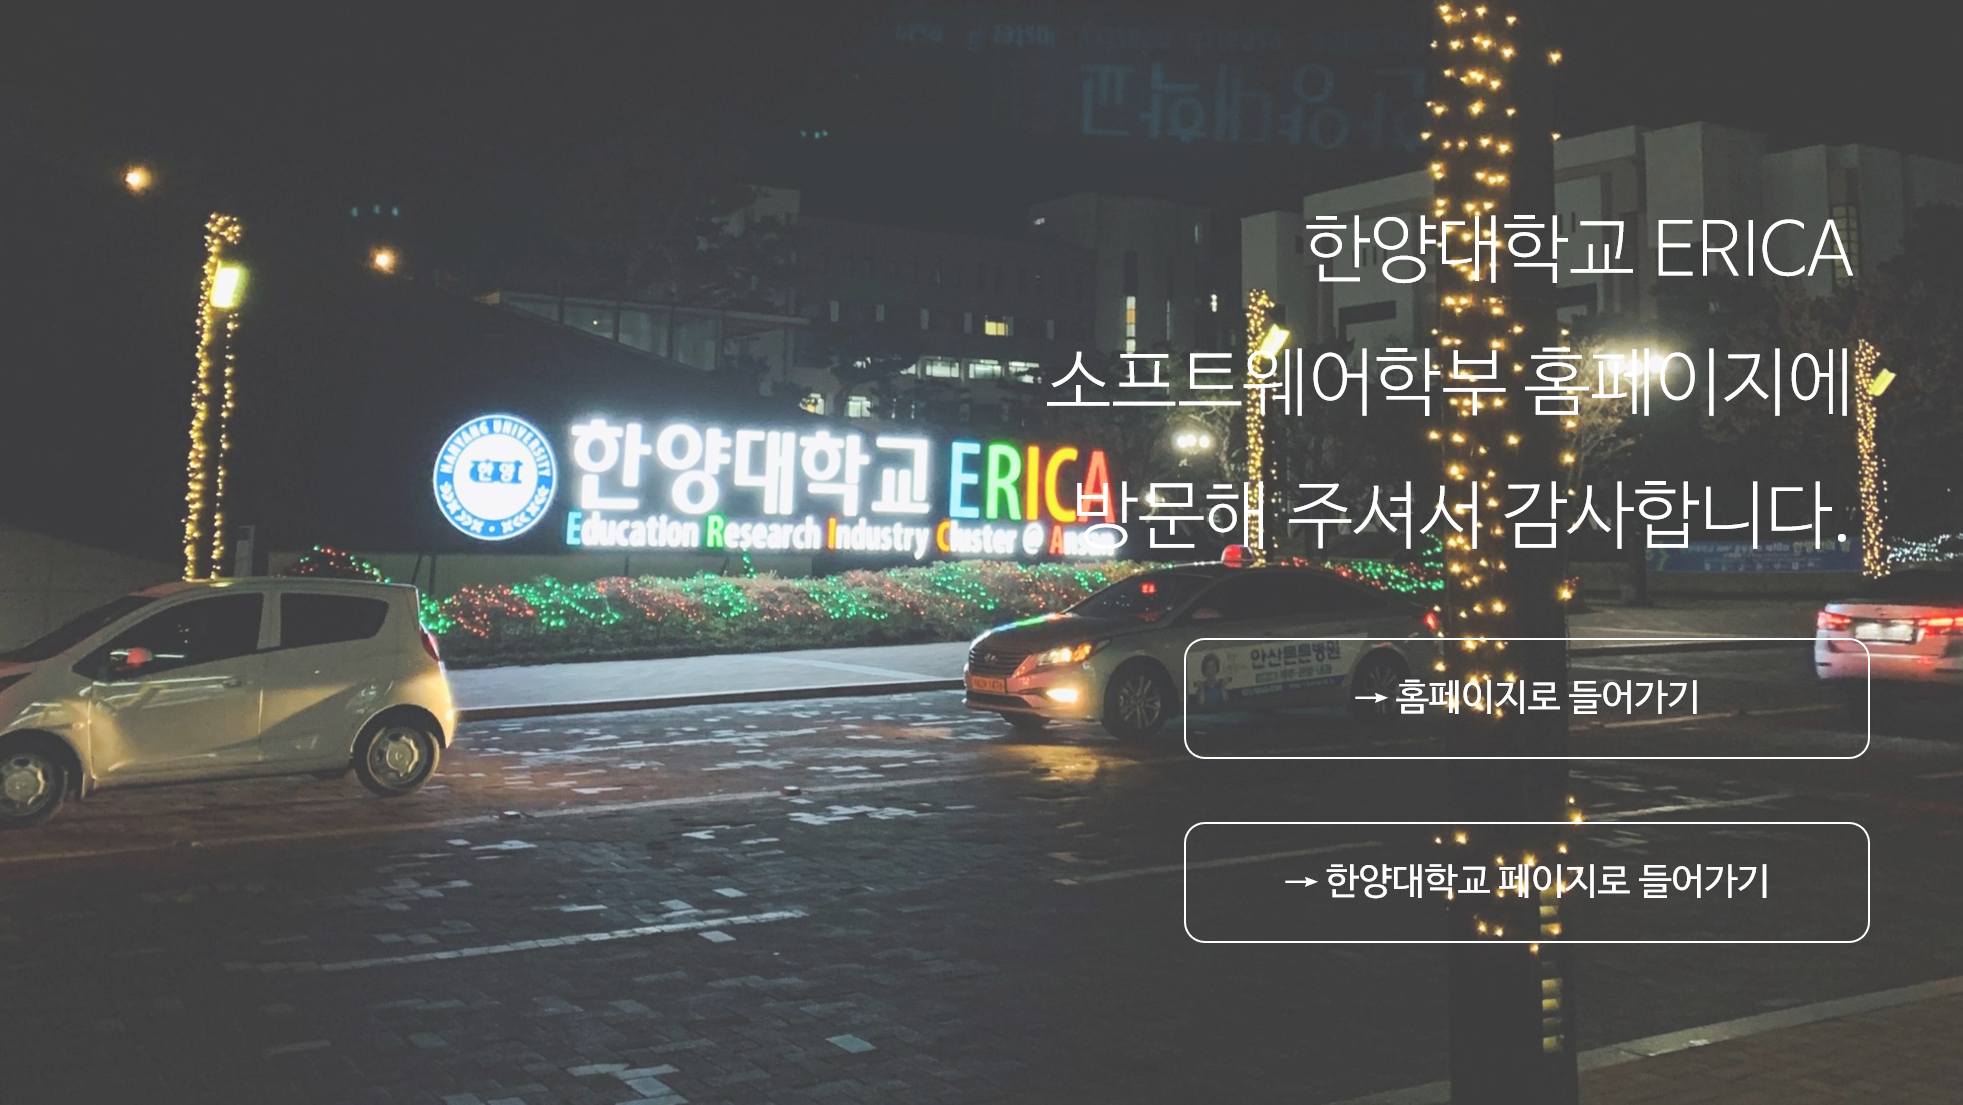 한양대학교 ERICA
소프트웨어학부 홈페이지에
방문해 주셔서 감사합니다.
HANYANG UNIVERSITY
한양
한양대학교 ERICA
Education Research Industry Cluster @ Ansan
안산튼튼병원
→ 홈페이지로 들어가기
→ 한양대학교 페이지로 들어가기